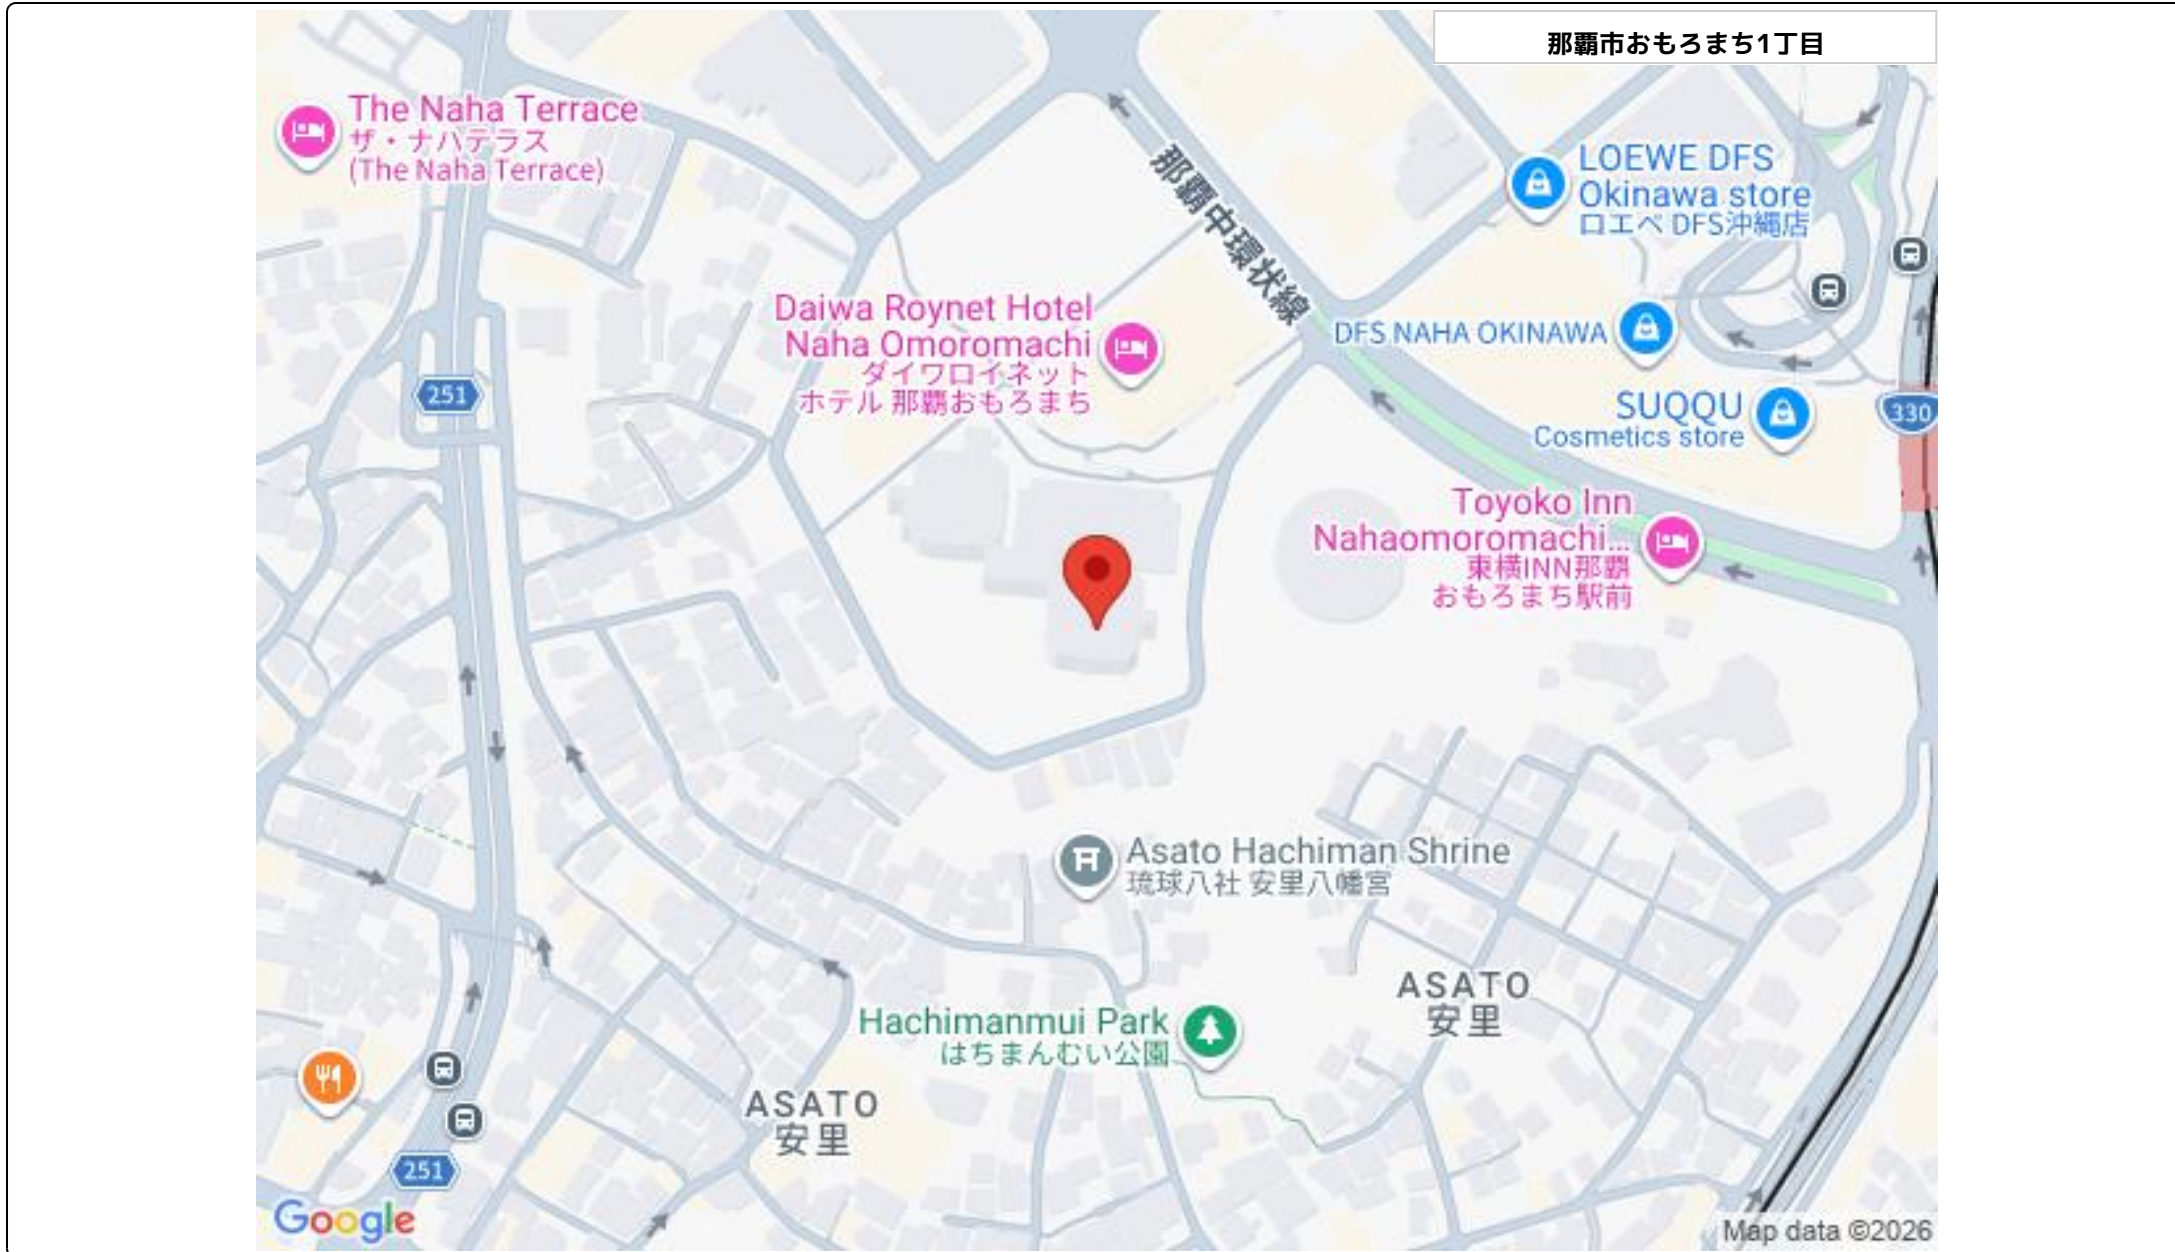 那覇市おもろまち1丁目
The Naha Terrace
ザ・ナハテラス
(The Naha Terrace)
那覇中環状線
LOEWE DFS
Okinawa store
ロエベ DFS沖縄店
Daiwa Roynet Hotel
Naha Omoromachi
ダイワロイネット
ホテル 那覇おもろまち
DFS NAHA OKINAWA
251
SUQQU
Cosmetics store
330
Toyoko Inn
Nahaomoromachi...
東横INN那覇
おもろまち駅前
Asato Hachiman Shrine
琉球八社 安里八幡宮
ASATO
安里
Hachimanmui Park
はちまんむい公園
ASATO
安里
251
Google
Map data ©2026